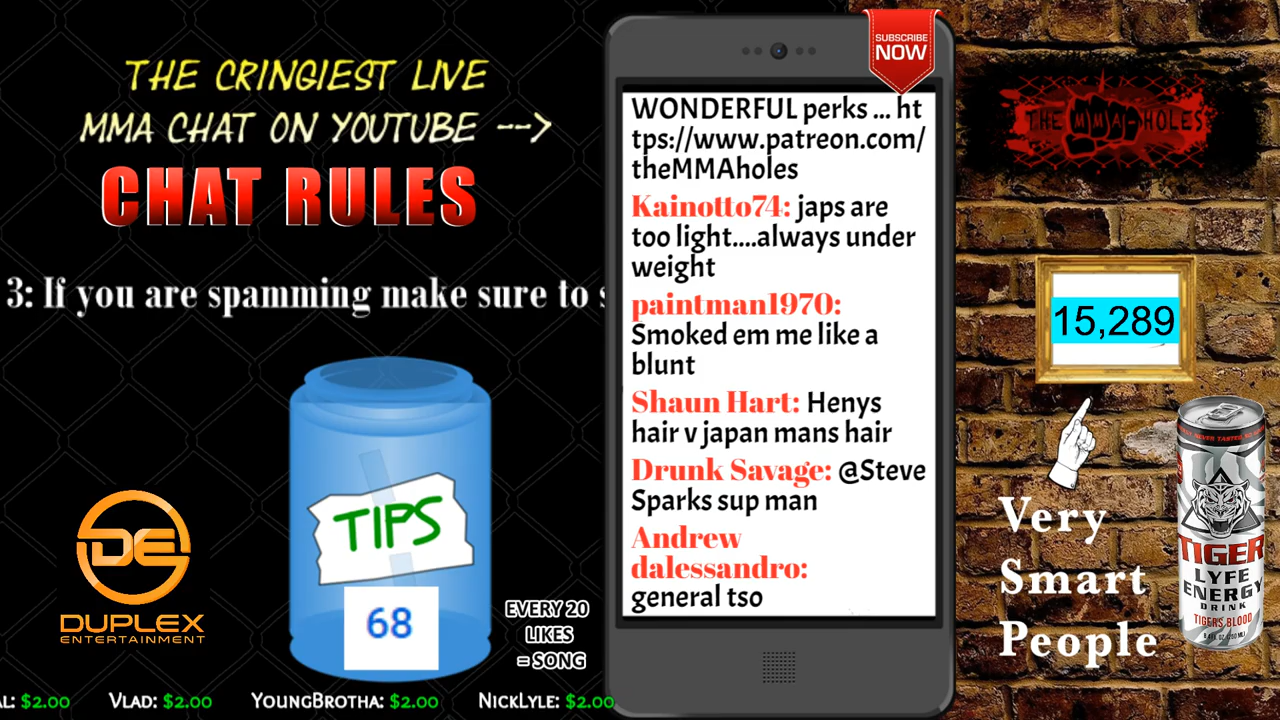 THE CRINGIEST LIVE
MMA CHAT ON YOUTUBE -->
CHAT RULES
3: If you are spamming make sure to s
TIPS
68
EVERY 20
LIKES
= SONG
DE
DUPLEX
ENTERTAINMENT
AL: $2.00 VLAD: $2.00 YOUNGBROTHA: $2.00 NICKLYLE: $2.00
SUBSCRIBE
NOW
WONDERFUL perks ... ht
tps://www.patreon.com/
theMMAholes
Kainotto74: japs are
too light....always under
weight
paintman1970:
Smoked em me like a
blunt
Shaun Hart: Henys
hair v japan mans hair
Drunk Savage: @Steve
Sparks sup man
Andrew
dalessandro:
general tso
THE MMA-HOLES
15,289
Very
Smart
People
TIGER
LYFE
ENERGY
DRINK
TIGER'S BLOOD